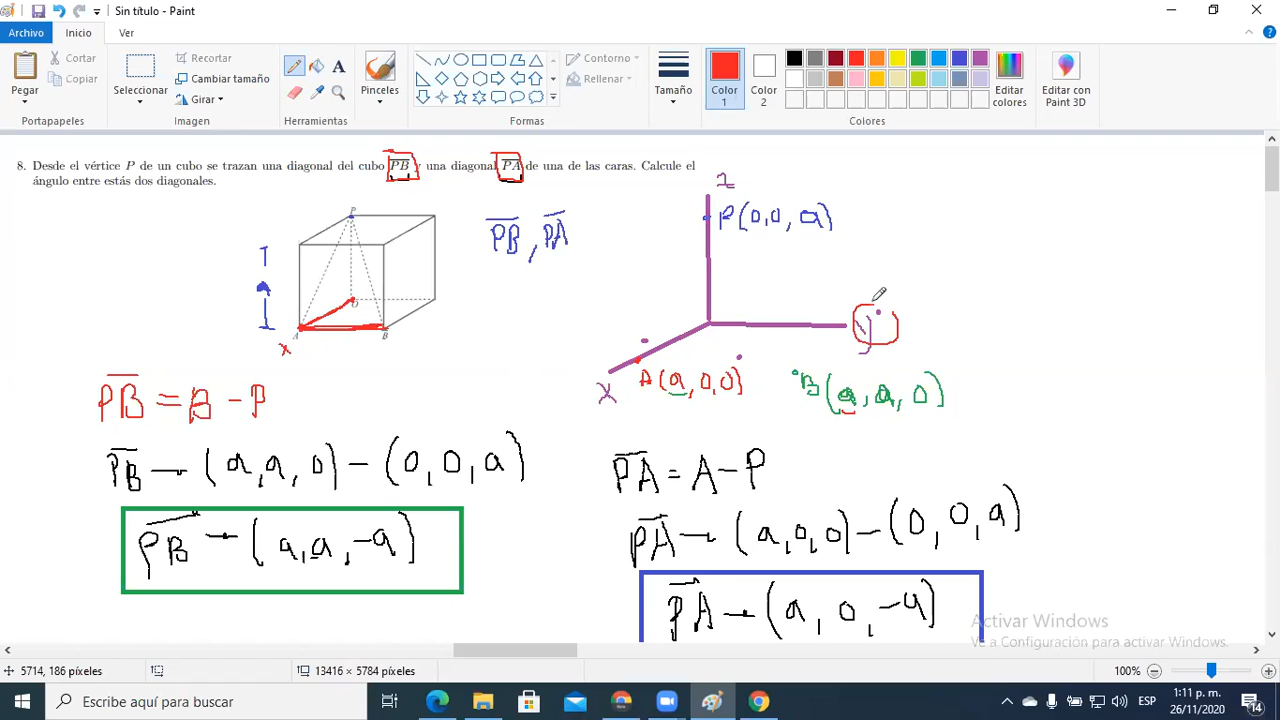 Sin título - Paint
Archivo Inicio Ver
Pegar
Cortar
Copiar
Portapapeles
Seleccionar
Recortar
Cambiar tamaño
Girar
Imagen
A
Herramientas
Pinceles
Contorno
Rellenar
Formas
Tamaño
Color 1
Color 2
Editar colores
Colores
Editar con Paint 3D
8. Desde el vértice P de un cubo se trazan una diagonal del cubo PB y una diagonal PA de una de las caras. Calcule el
ángulo entre estás dos diagonales.
P
a
O
A
B
x
PB, PA
z
P(0,0,a)
y
x
A(a,0,0)
B(a,a,0)
PB = B - P
PB → (a,a,0) - (0,0,a)
PB → (a,a,-a)
PA = A - P
PA → (a,0,0) - (0,0,a)
PA → (a,0,-a)
Activar Windows
Ve a Configuración para activar Windows.
5714, 186 píxeles
13416 × 5784 píxeles
100%
Escribe aquí para buscar
ESP
1:11 p. m.
26/11/2020
14